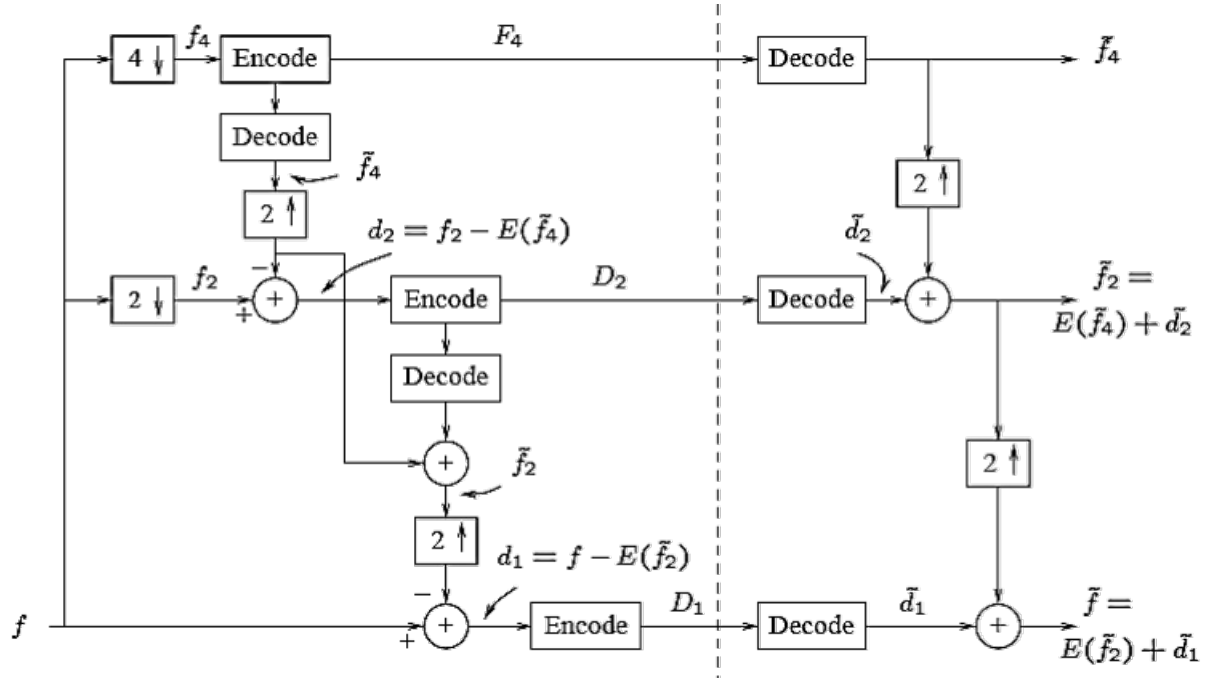 4 ↓ f₄ Encode F₄ Decode f̃₄
Decode
f̃₄
2 ↑
2 ↑
d₂ = f₂ − E(f̃₄) d̃₂
−
2 ↓ f₂ + + Encode D₂ Decode + f̃₂ =
E(f̃₄) + d̃₂
Decode
+ f̃₂
2 ↑
2 ↑ d₁ = f − E(f̃₂)
−
f + + Encode D₁ Decode d̃₁ + f̃ =
E(f̃₂) + d̃₁